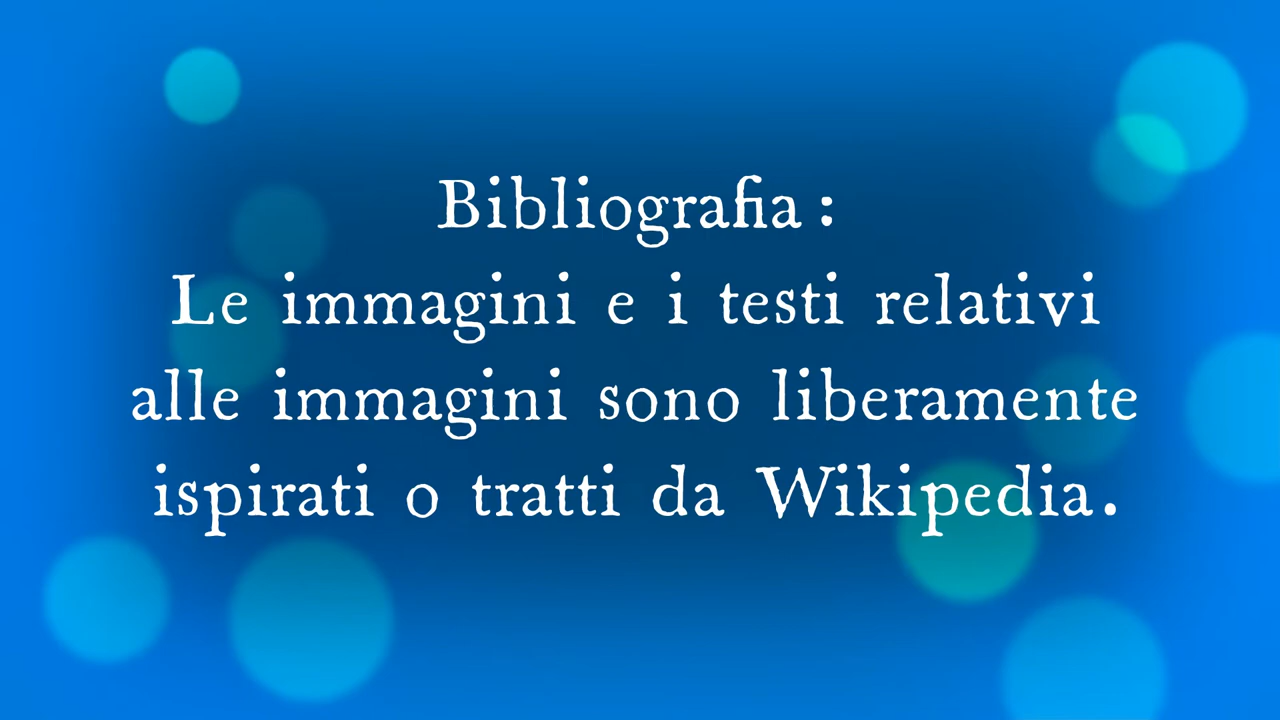 Bibliografia :
Le immagini e i testi relativi
alle immagini sono liberamente
ispirati o tratti da Wikipedia.